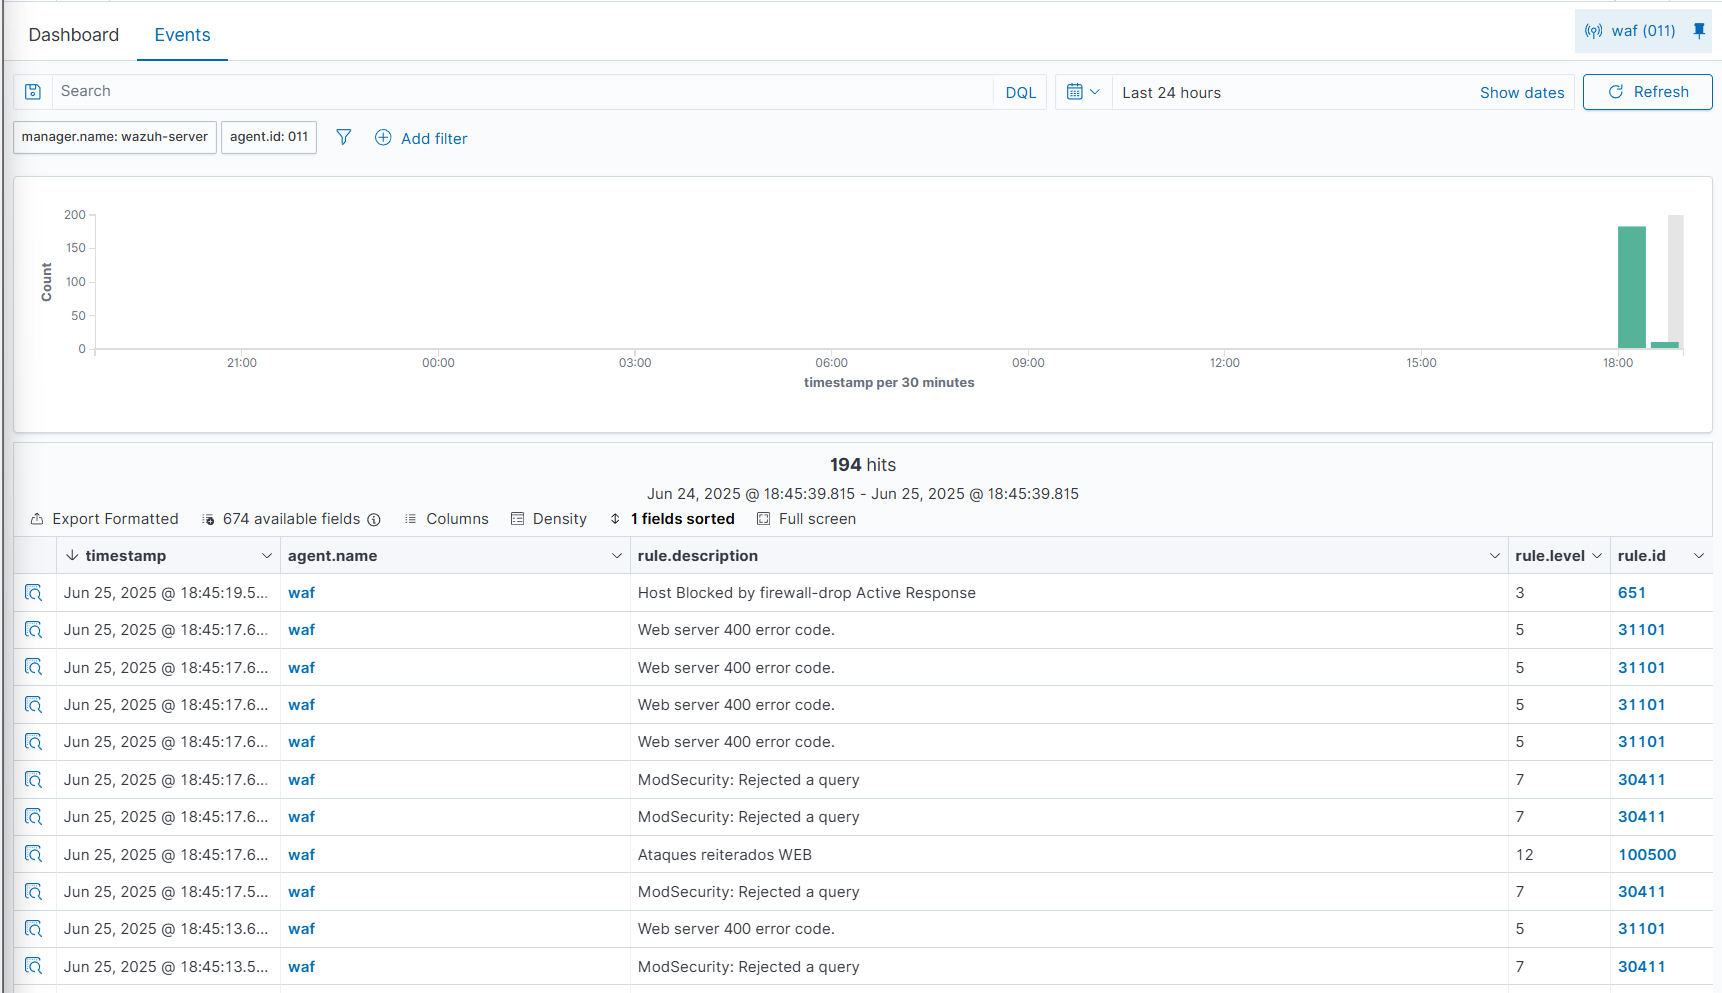 Dashboard Events waf (011)
Search DQL Last 24 hours Show dates Refresh
manager.name: wazuh-server agent.id: 011 Add filter
200
150
100
50
0
Count
21:00 00:00 03:00 06:00 09:00 12:00 15:00 18:00
timestamp per 30 minutes
194 hits
Jun 24, 2025 @ 18:45:39.815 - Jun 25, 2025 @ 18:45:39.815
Export Formatted 674 available fields Columns Density 1 fields sorted Full screen
timestamp agent.name rule.description rule.level rule.id
Jun 25, 2025 @ 18:45:19.5... waf Host Blocked by firewall-drop Active Response 3 651
Jun 25, 2025 @ 18:45:17.6... waf Web server 400 error code. 5 31101
Jun 25, 2025 @ 18:45:17.6... waf Web server 400 error code. 5 31101
Jun 25, 2025 @ 18:45:17.6... waf Web server 400 error code. 5 31101
Jun 25, 2025 @ 18:45:17.6... waf Web server 400 error code. 5 31101
Jun 25, 2025 @ 18:45:17.6... waf ModSecurity: Rejected a query 7 30411
Jun 25, 2025 @ 18:45:17.6... waf ModSecurity: Rejected a query 7 30411
Jun 25, 2025 @ 18:45:17.6... waf Ataques reiterados WEB 12 100500
Jun 25, 2025 @ 18:45:17.5... waf ModSecurity: Rejected a query 7 30411
Jun 25, 2025 @ 18:45:13.6... waf Web server 400 error code. 5 31101
Jun 25, 2025 @ 18:45:13.5... waf ModSecurity: Rejected a query 7 30411